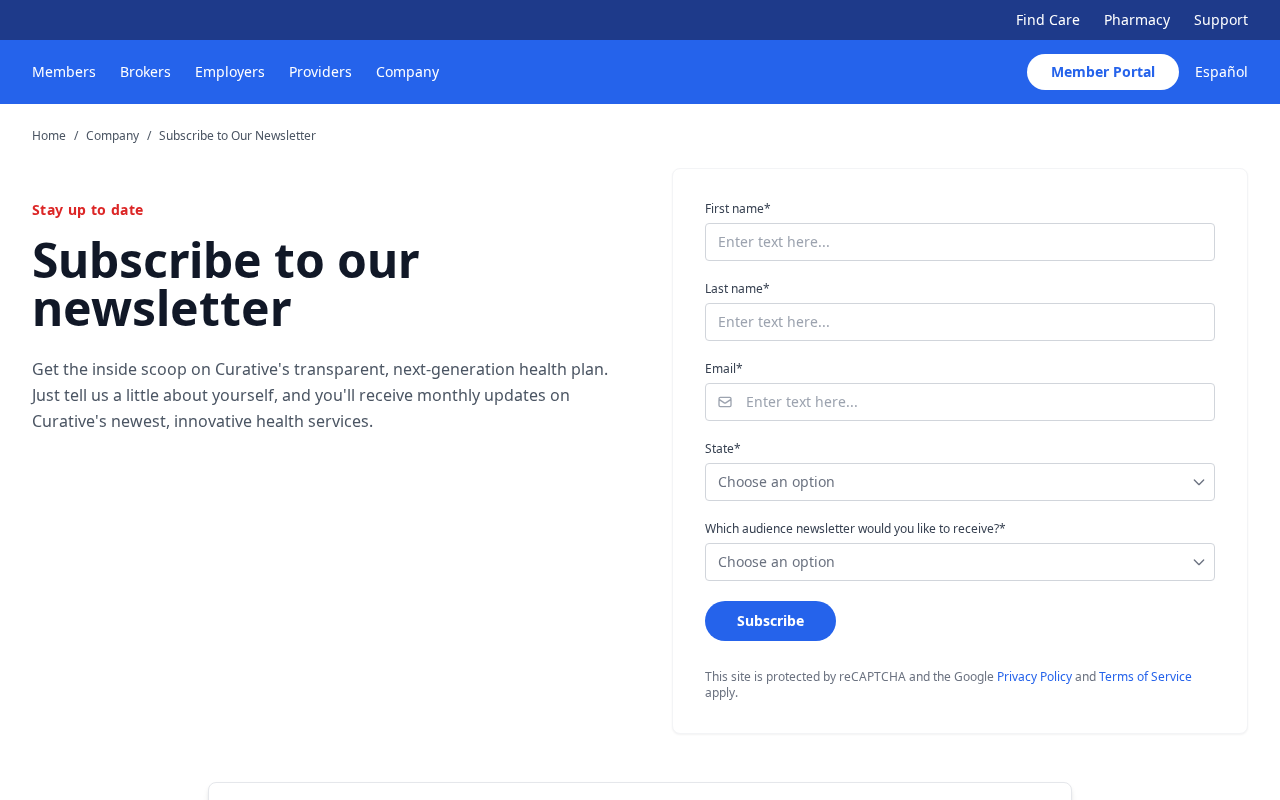 Find Care Pharmacy Support
Members Brokers Employers Providers Company Member Portal Español
Home / Company / Subscribe to Our Newsletter
Stay up to date
Subscribe to our
newsletter
Get the inside scoop on Curative's transparent, next-generation health plan.
Just tell us a little about yourself, and you'll receive monthly updates on
Curative's newest, innovative health services.
First name*
Enter text here...
Last name*
Enter text here...
Email*
Enter text here...
State*
Choose an option
Which audience newsletter would you like to receive?*
Choose an option
Subscribe
This site is protected by reCAPTCHA and the Google Privacy Policy and Terms of Service
apply.